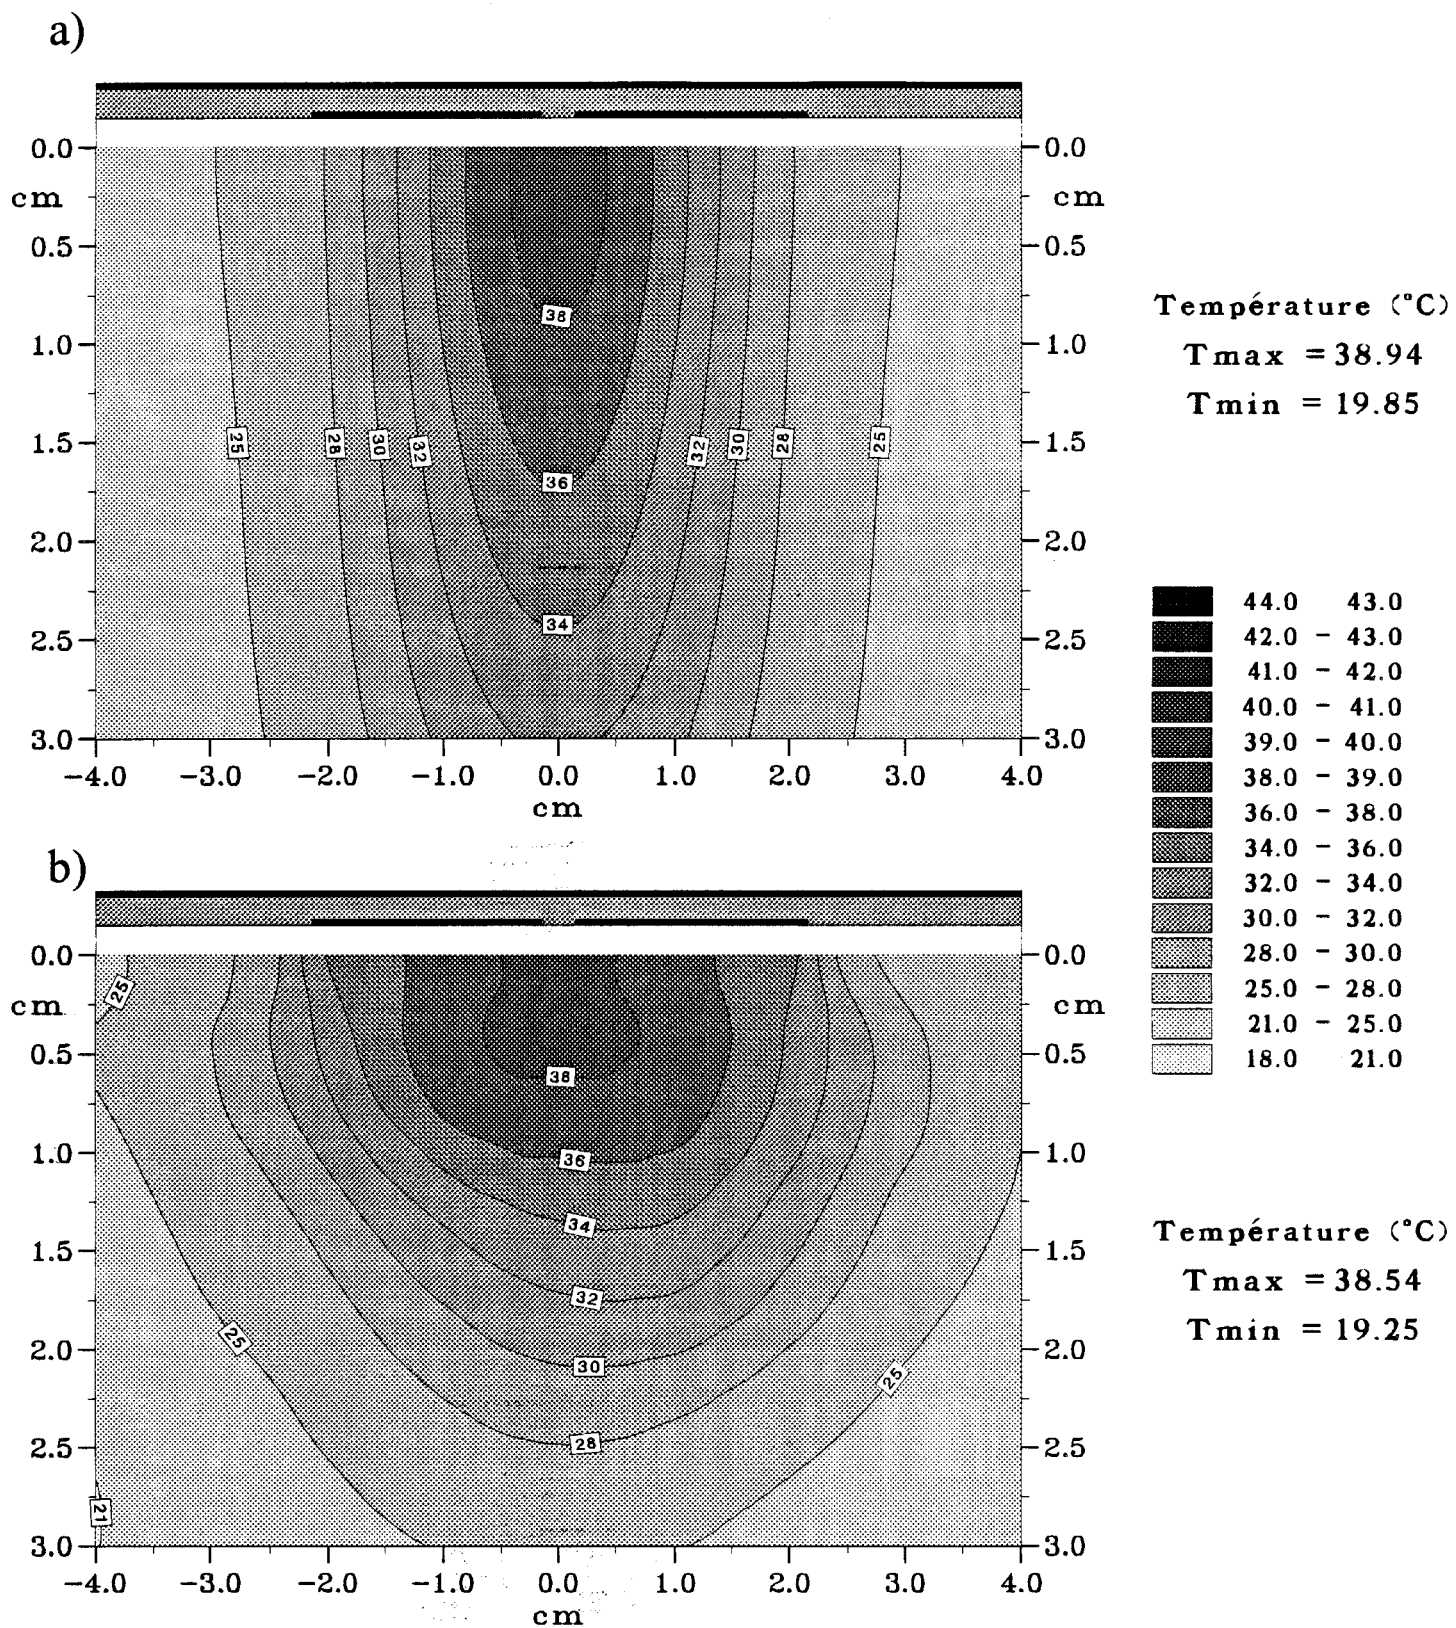 a)
0.0 0.0
cm cm
0.5 0.5
38
1.0 1.0
25 28 30 32 32 30 28 25
1.5 1.5
36
2.0 2.0
34
2.5 2.5
3.0 3.0
-4.0 -3.0 -2.0 -1.0 0.0 1.0 2.0 3.0 4.0
cm
Température (°C)
Tmax = 38.94
Tmin = 19.85
44.0 43.0
42.0 - 43.0
41.0 - 42.0
40.0 - 41.0
39.0 - 40.0
38.0 - 39.0
36.0 - 38.0
34.0 - 36.0
32.0 - 34.0
30.0 - 32.0
28.0 - 30.0
25.0 - 28.0
21.0 - 25.0
18.0 21.0
b)
0.0 0.0
25
cm cm
0.5 0.5
38
1.0 1.0
36
34
1.5 1.5
32
25
2.0 2.0
30
25
28
2.5 2.5
21
3.0 3.0
-4.0 -3.0 -2.0 -1.0 0.0 1.0 2.0 3.0 4.0
cm
Température (°C)
Tmax = 38.54
Tmin = 19.25